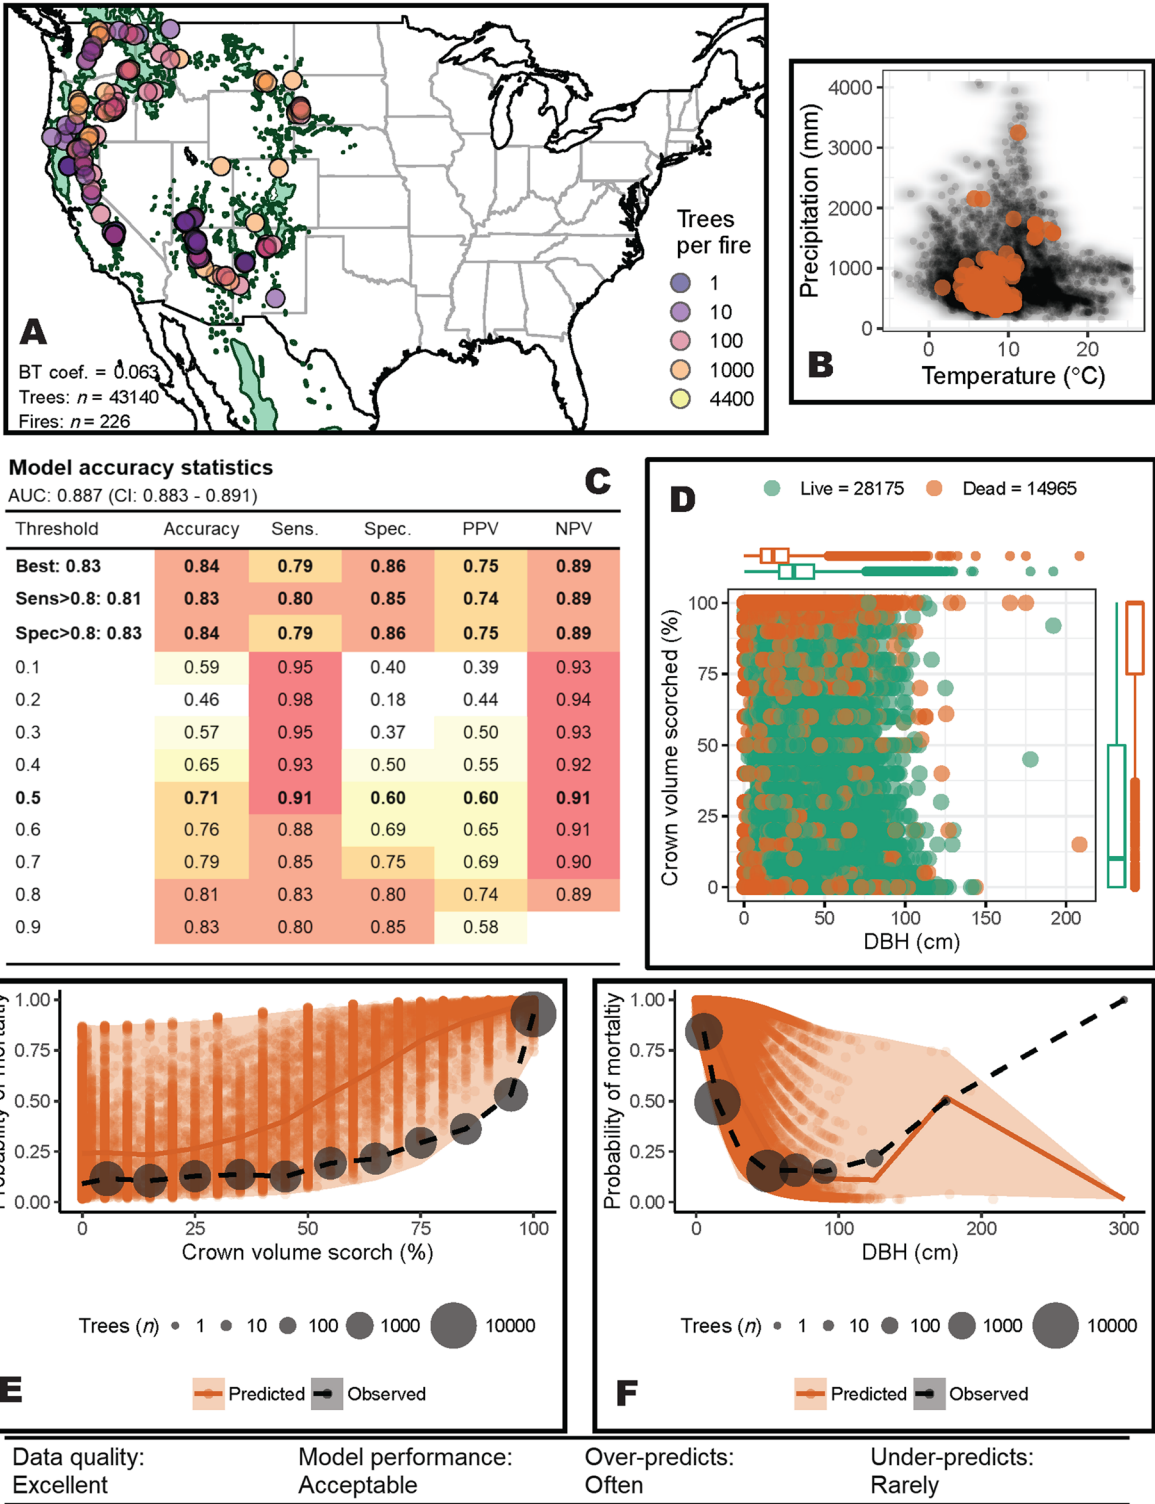 Trees
per fire
1
10
100
1000
4400
A
BT coef. = 0.063
Trees: n = 43140
Fires: n = 226
Precipitation (mm)
4000
3000
2000
1000
0
0 10 20
Temperature (°C)
B
Model accuracy statistics
AUC: 0.887 (CI: 0.883 - 0.891)
C
Threshold Accuracy Sens. Spec. PPV NPV
Best: 0.83 0.84 0.79 0.86 0.75 0.89
Sens>0.8: 0.81 0.83 0.80 0.85 0.74 0.89
Spec>0.8: 0.83 0.84 0.79 0.86 0.75 0.89
0.1 0.59 0.95 0.40 0.39 0.93
0.2 0.46 0.98 0.18 0.44 0.94
0.3 0.57 0.95 0.37 0.50 0.93
0.4 0.65 0.93 0.50 0.55 0.92
0.5 0.71 0.91 0.60 0.60 0.91
0.6 0.76 0.88 0.69 0.65 0.91
0.7 0.79 0.85 0.75 0.69 0.90
0.8 0.81 0.83 0.80 0.74 0.89
0.9 0.83 0.80 0.85 0.58
D
Live = 28175 Dead = 14965
Crown volume scorched (%)
100
75
50
25
0
0 50 100 150 200
DBH (cm)
Probability of mortaltiy
1.00
0.75
0.50
0.25
0.00
0 25 50 75 100
Crown volume scorch (%)
Trees (n) 1 10 100 1000 10000
E
Predicted Observed
Probability of mortaltiy
1.00
0.75
0.50
0.25
0.00
0 100 200 300
DBH (cm)
Trees (n) 1 10 100 1000 10000
F
Predicted Observed
Data quality: Model performance: Over-predicts: Under-predicts:
Excellent Acceptable Often Rarely